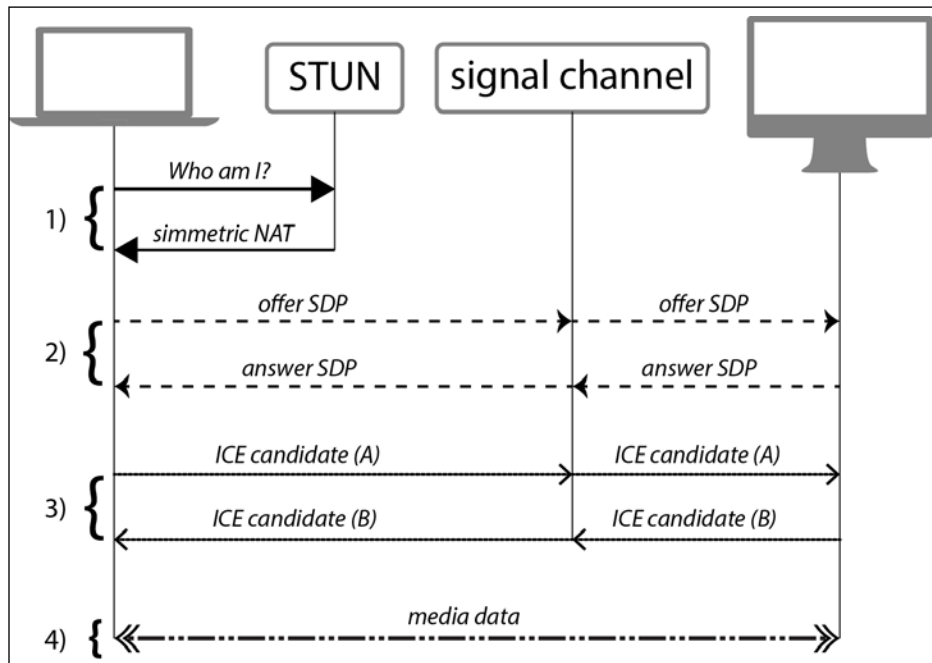 STUN
signal channel
Who am I?
1) {
simmetric NAT
offer SDP offer SDP
2) {
answer SDP answer SDP
ICE candidate (A) ICE candidate (A)
3) {
ICE candidate (B) ICE candidate (B)
media data
4) {